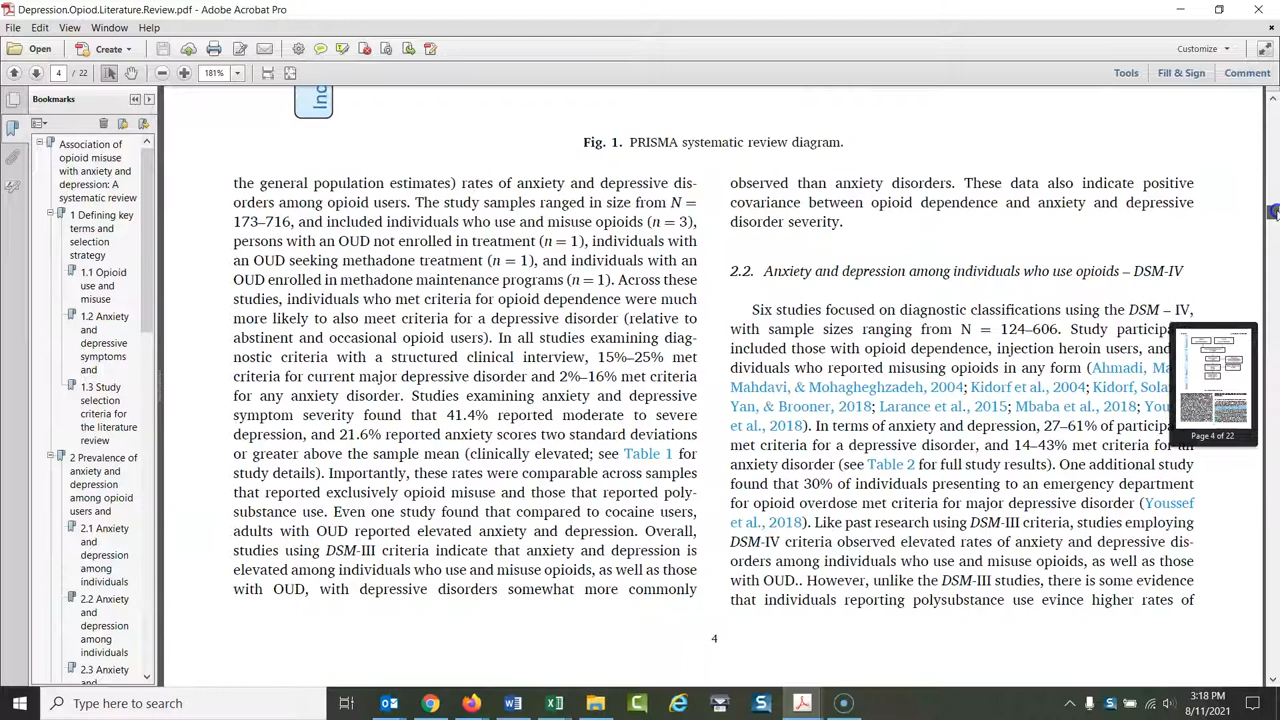 Depression.Opiod.Literature.Review.pdf - Adobe Acrobat Pro
File Edit View Window Help
Open Create Customize
4 / 22 181% Tools Fill & Sign Comment
Bookmarks
Association of
opioid misuse
with anxiety and
depression: A
systematic review
1 Defining key
terms and
selection
strategy
1.1 Opioid
use and
misuse
1.2 Anxiety
and
depressive
symptoms
and
1.3 Study
selection
criteria for
the literature
review
2 Prevalence of
anxiety and
depression
among opioid
users and
2.1 Anxiety
and
depression
among
individuals
2.2 Anxiety
and
depression
among
individuals
2.3 Anxiety
and
Ind
Fig. 1. PRISMA systematic review diagram.
the general population estimates) rates of anxiety and depressive dis-
orders among opioid users. The study samples ranged in size from N =
173–716, and included individuals who use and misuse opioids (n = 3),
persons with an OUD not enrolled in treatment (n = 1), individuals with
an OUD seeking methadone treatment (n = 1), and individuals with an
OUD enrolled in methadone maintenance programs (n = 1). Across these
studies, individuals who met criteria for opioid dependence were much
more likely to also meet criteria for a depressive disorder (relative to
abstinent and occasional opioid users). In all studies examining diag-
nostic criteria with a structured clinical interview, 15%–25% met
criteria for current major depressive disorder and 2%–16% met criteria
for any anxiety disorder. Studies examining anxiety and depressive
symptom severity found that 41.4% reported moderate to severe
depression, and 21.6% reported anxiety scores two standard deviations
or greater above the sample mean (clinically elevated; see Table 1 for
study details). Importantly, these rates were comparable across samples
that reported exclusively opioid misuse and those that reported poly-
substance use. Even one study found that compared to cocaine users,
adults with OUD reported elevated anxiety and depression. Overall,
studies using DSM-III criteria indicate that anxiety and depression is
elevated among individuals who use and misuse opioids, as well as those
with OUD, with depressive disorders somewhat more commonly
observed than anxiety disorders. These data also indicate positive
covariance between opioid dependence and anxiety and depressive
disorder severity.
2.2. Anxiety and depression among individuals who use opioids – DSM-IV
Six studies focused on diagnostic classifications using the DSM – IV,
with sample sizes ranging from N = 124–606. Study particip
included those with opioid dependence, injection heroin users, and
dividuals who reported misusing opioids in any form (Ahmadi, Ma
Mahdavi, & Mohagheghzadeh, 2004; Kidorf et al., 2004; Kidorf, Sola
Yan, & Brooner, 2018; Larance et al., 2015; Mbaba et al., 2018; You
et al., 2018). In terms of anxiety and depression, 27–61% of participa
met criteria for a depressive disorder, and 14–43% met criteria for
anxiety disorder (see Table 2 for full study results). One additional study
found that 30% of individuals presenting to an emergency department
for opioid overdose met criteria for major depressive disorder (Youssef
et al., 2018). Like past research using DSM-III criteria, studies employing
DSM-IV criteria observed elevated rates of anxiety and depressive dis-
orders among individuals who use and misuse opioids, as well as those
with OUD.. However, unlike the DSM-III studies, there is some evidence
that individuals reporting polysubstance use evince higher rates of
4
Page 4 of 22
Type here to search
3:18 PM
8/11/2021